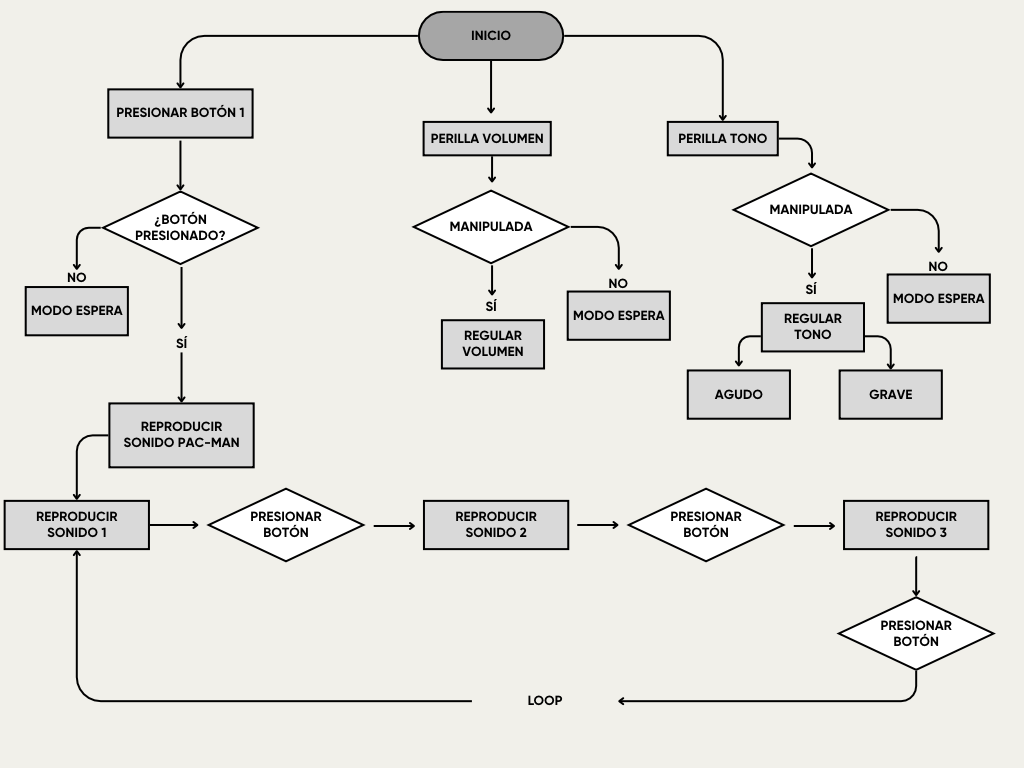 INICIO
PRESIONAR BOTÓN 1
PERILLA VOLUMEN
PERILLA TONO
¿BOTÓN
PRESIONADO?
MANIPULADA
MANIPULADA
NO
MODO ESPERA
SÍ
SÍ
REGULAR
VOLUMEN
NO
MODO ESPERA
SÍ
REGULAR
TONO
NO
MODO ESPERA
AGUDO
GRAVE
REPRODUCIR
SONIDO PAC-MAN
REPRODUCIR
SONIDO 1
PRESIONAR
BOTÓN
REPRODUCIR
SONIDO 2
PRESIONAR
BOTÓN
REPRODUCIR
SONIDO 3
PRESIONAR
BOTÓN
LOOP